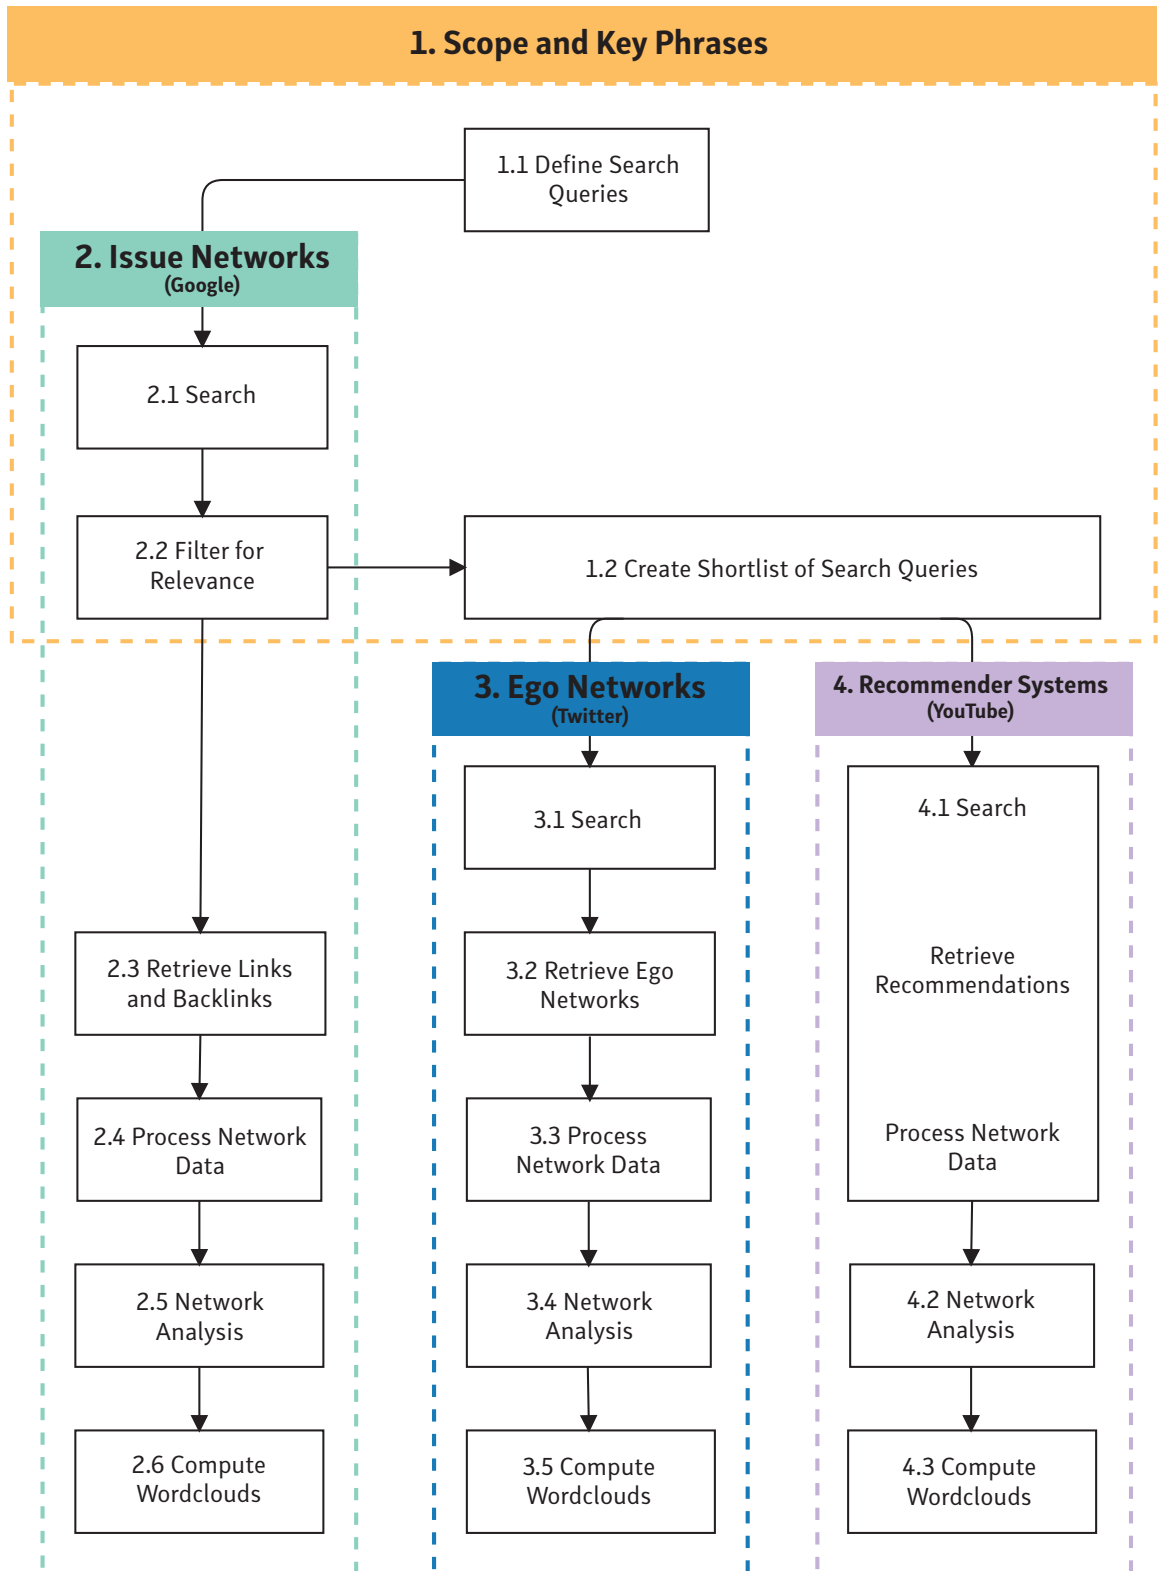 1. Scope and Key Phrases
1.1 Define Search
Queries
2. Issue Networks
(Google)
2.1 Search
2.2 Filter for
Relevance
1.2 Create Shortlist of Search Queries
3. Ego Networks
(Twitter)
4. Recommender Systems
(YouTube)
3.1 Search
4.1 Search
2.3 Retrieve Links
and Backlinks
3.2 Retrieve Ego
Networks
Retrieve
Recommendations
2.4 Process Network
Data
3.3 Process
Network Data
Process Network
Data
2.5 Network
Analysis
3.4 Network
Analysis
4.2 Network
Analysis
2.6 Compute
Wordclouds
3.5 Compute
Wordclouds
4.3 Compute
Wordclouds